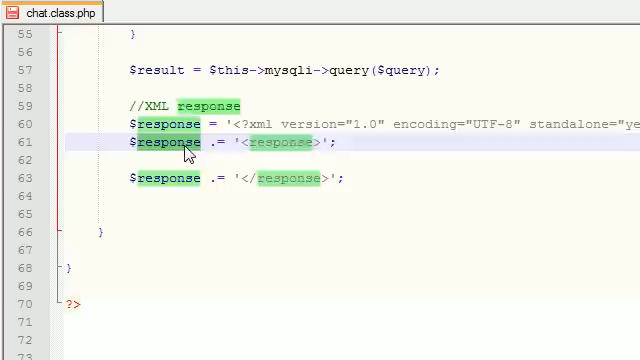 chat.class.php
55 }
56
57 $result = $this->mysqli->query($query);
58
59 //XML response
60 $response = '<?xml version="1.0" encoding="UTF-8" standalone="ye
61 $response .= '<response>';
62
63 $response .= '</response>';
64
65
66 }
67
68 }
69
70 ?>
71
72
73